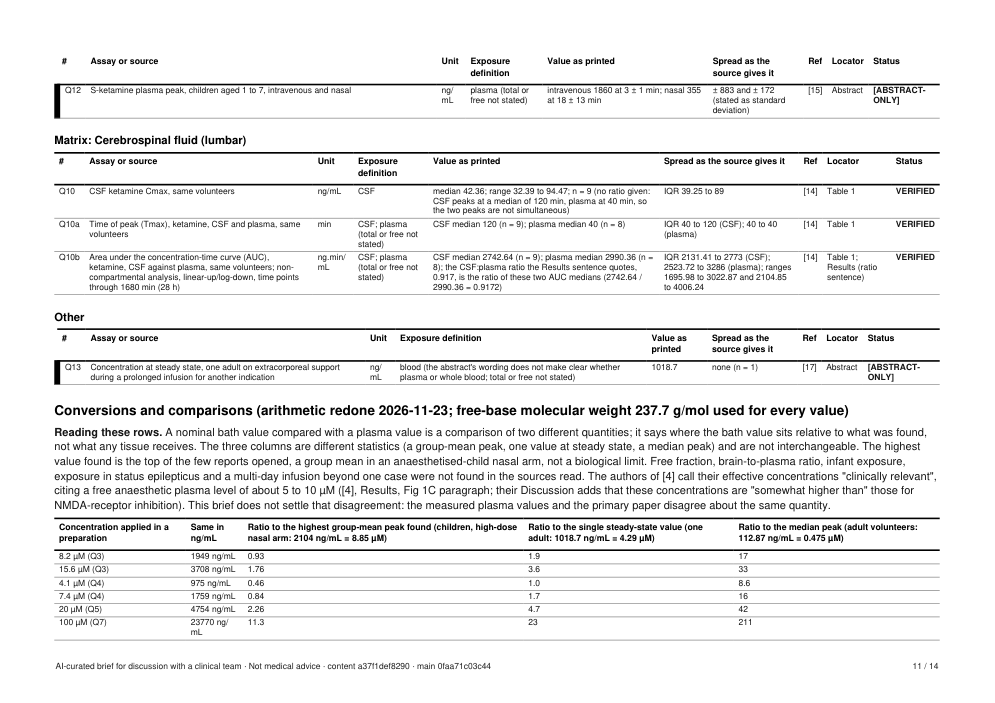 # Assay or source Unit Exposure definition Value as printed Spread as the source gives it Ref Locator Status
Q12 S-ketamine plasma peak, children aged 1 to 7, intravenous and nasal ng/mL plasma (total or free not stated) intravenous 1860 at 3 ± 1 min; nasal 355 at 18 ± 13 min ± 883 and ± 172 (stated as standard deviation) [15] Abstract [ABSTRACT-ONLY]
Matrix: Cerebrospinal fluid (lumbar)
# Assay or source Unit Exposure definition Value as printed Spread as the source gives it Ref Locator Status
Q10 CSF ketamine Cmax, same volunteers ng/mL CSF median 42.36; range 32.39 to 94.47; n = 9 (no ratio given: CSF peaks at a median of 120 min, plasma at 40 min, so the two peaks are not simultaneous) IQR 39.25 to 89 [14] Table 1 VERIFIED
Q10a Time of peak (Tmax), ketamine, CSF and plasma, same volunteers min CSF; plasma (total or free not stated) CSF median 120 (n = 9); plasma median 40 (n = 8) IQR 40 to 120 (CSF); 40 to 40 (plasma) [14] Table 1 VERIFIED
Q10b Area under the concentration-time curve (AUC), ketamine, CSF against plasma, same volunteers; non-compartmental analysis, linear-up/log-down, time points through 1680 min (28 h) ng.min/mL CSF; plasma (total or free not stated) CSF median 2742.64 (n = 9); plasma median 2990.36 (n = 8); the CSF:plasma ratio the Results sentence quotes, 0.917, is the ratio of these two AUC medians (2742.64 / 2990.36 = 0.9172) IQR 2131.41 to 2773 (CSF); 2523.72 to 3286 (plasma); ranges 1695.98 to 3022.87 and 2104.85 to 4006.24 [14] Table 1; Results (ratio sentence) VERIFIED
Other
# Assay or source Unit Exposure definition Value as printed Spread as the source gives it Ref Locator Status
Q13 Concentration at steady state, one adult on extracorporeal support during a prolonged infusion for another indication ng/mL blood (the abstract's wording does not make clear whether plasma or whole blood; total or free not stated) 1018.7 none (n = 1) [17] Abstract [ABSTRACT-ONLY]
Conversions and comparisons (arithmetic redone 2026-11-23; free-base molecular weight 237.7 g/mol used for every value)
Reading these rows. A nominal bath value compared with a plasma value is a comparison of two different quantities; it says where the bath value sits relative to what was found,
not what any tissue receives. The three columns are different statistics (a group-mean peak, one value at steady state, a median peak) and are not interchangeable. The highest
value found is the top of the few reports opened, a group mean in an anaesthetised-child nasal arm, not a biological limit. Free fraction, brain-to-plasma ratio, infant exposure,
exposure in status epilepticus and a multi-day infusion beyond one case were not found in the sources read. The authors of [4] call their effective concentrations "clinically relevant",
citing a free anaesthetic plasma level of about 5 to 10 µM ([4], Results, Fig 1C paragraph; their Discussion adds that these concentrations are "somewhat higher than" those for
NMDA-receptor inhibition). This brief does not settle that disagreement: the measured plasma values and the primary paper disagree about the same quantity.
Concentration applied in a preparation Same in ng/mL Ratio to the highest group-mean peak found (children, high-dose nasal arm: 2104 ng/mL = 8.85 µM) Ratio to the single steady-state value (one adult: 1018.7 ng/mL = 4.29 µM) Ratio to the median peak (adult volunteers: 112.87 ng/mL = 0.475 µM)
8.2 µM (Q3) 1949 ng/mL 0.93 1.9 17
15.6 µM (Q3) 3708 ng/mL 1.76 3.6 33
4.1 µM (Q4) 975 ng/mL 0.46 1.0 8.6
7.4 µM (Q4) 1759 ng/mL 0.84 1.7 16
20 µM (Q5) 4754 ng/mL 2.26 4.7 42
100 µM (Q7) 23770 ng/mL 11.3 23 211
AI-curated brief for discussion with a clinical team · Not medical advice · content a37f1def8290 · main 0faa71c03c44 11 / 14